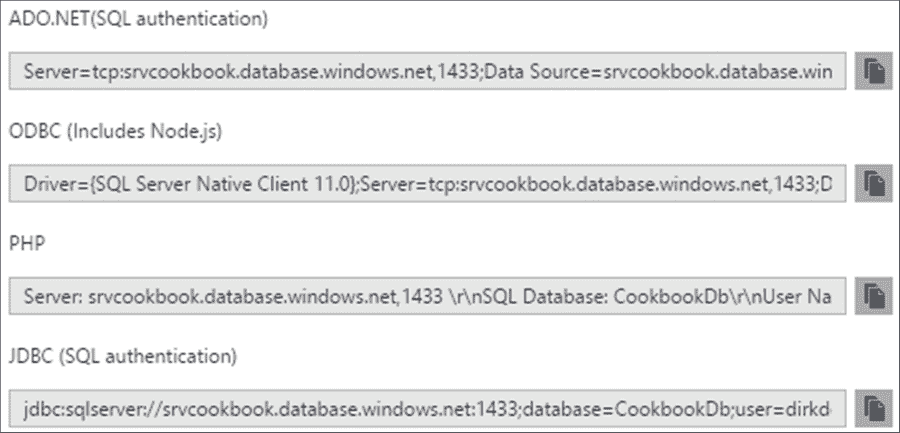 ADO.NET(SQL authentication)
Server=tcp:srvcookbook.database.windows.net,1433;Data Source=srvcookbook.database.win
ODBC (Includes Node.js)
Driver={SQL Server Native Client 11.0};Server=tcp:srvcookbook.database.windows.net,1433;D
PHP
Server: srvcookbook.database.windows.net,1433 \r\nSQL Database: CookbookDb\r\nUser Na
JDBC (SQL authentication)
jdbc:sqlserver://srvcookbook.database.windows.net:1433;database=CookbookDb;user=dirkd